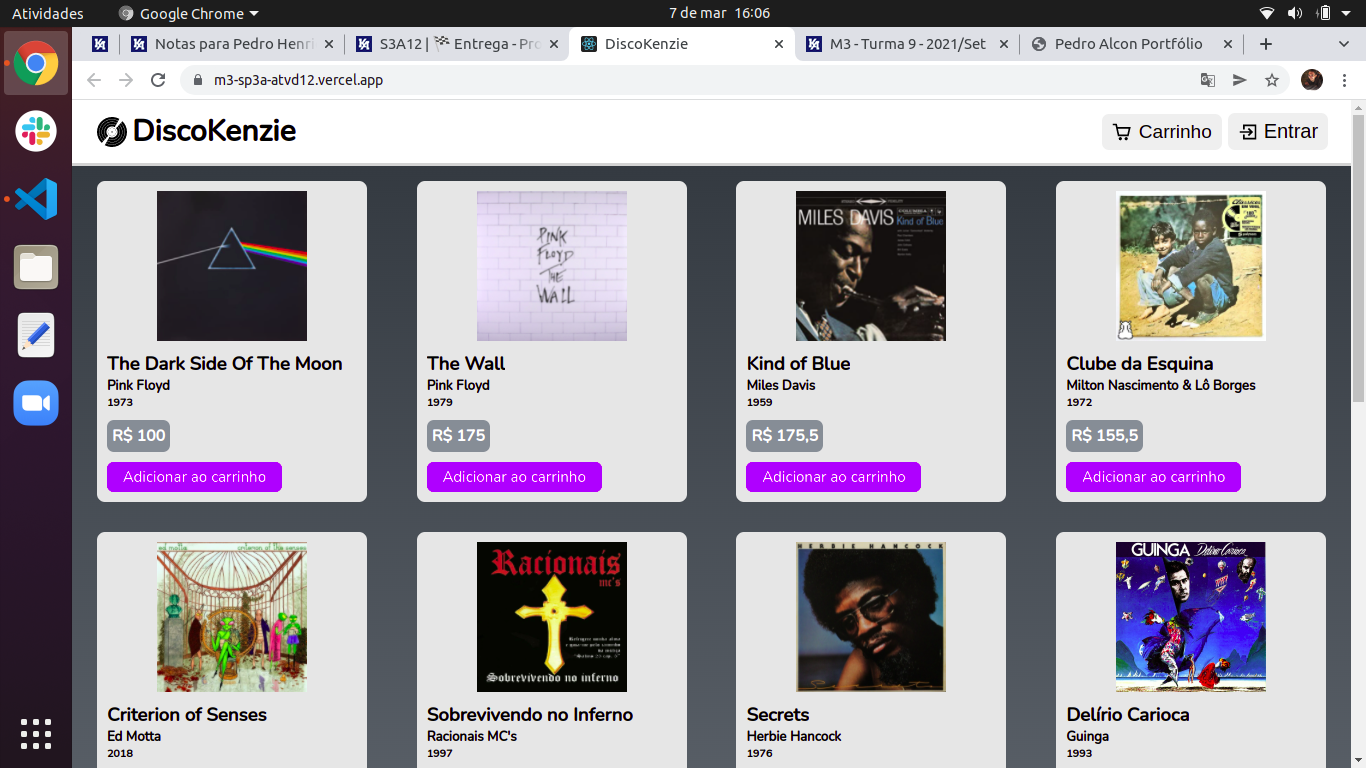 Atividades
Google Chrome
7 de mar 16:06
Notas para Pedro Henri
S3A12 | 🏁 Entrega - Pro
DiscoKenzie
M3 - Turma 9 - 2021/Set
Pedro Alcon Portfólio
m3-sp3a-atvd12.vercel.app
DiscoKenzie
Carrinho
Entrar
PINK
FLOYD
THE
WALL
MILES DAVIS
Kind of Blue
The Dark Side Of The Moon
Pink Floyd
1973
R$ 100
Adicionar ao carrinho
The Wall
Pink Floyd
1979
R$ 175
Adicionar ao carrinho
Kind of Blue
Miles Davis
1959
R$ 175,5
Adicionar ao carrinho
Clube da Esquina
Milton Nascimento & Lô Borges
1972
R$ 155,5
Adicionar ao carrinho
ed motta
criterion of the senses
Racionais
mc's
Sobrevivendo no inferno
HERBIE HANCOCK
GUINGA
Delírio Carioca
Criterion of Senses
Ed Motta
2018
Sobrevivendo no Inferno
Racionais MC's
1997
Secrets
Herbie Hancock
1976
Delírio Carioca
Guinga
1993